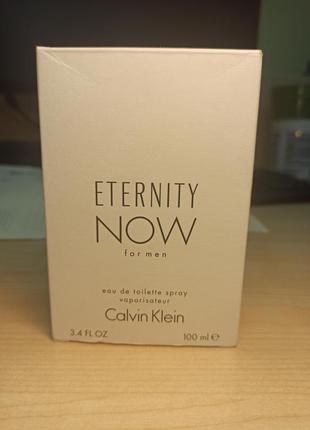 ETERNITY
NOW
for men
eau de toilette spray
vaporisateur
Calvin Klein
3.4 FL OZ 100 ml ℮